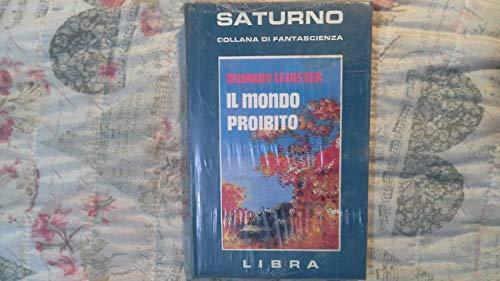 SATURNO
COLLANA DI FANTASCIENZA
MURRAY LEINSTER
IL MONDO
PROIBITO
LIBRA